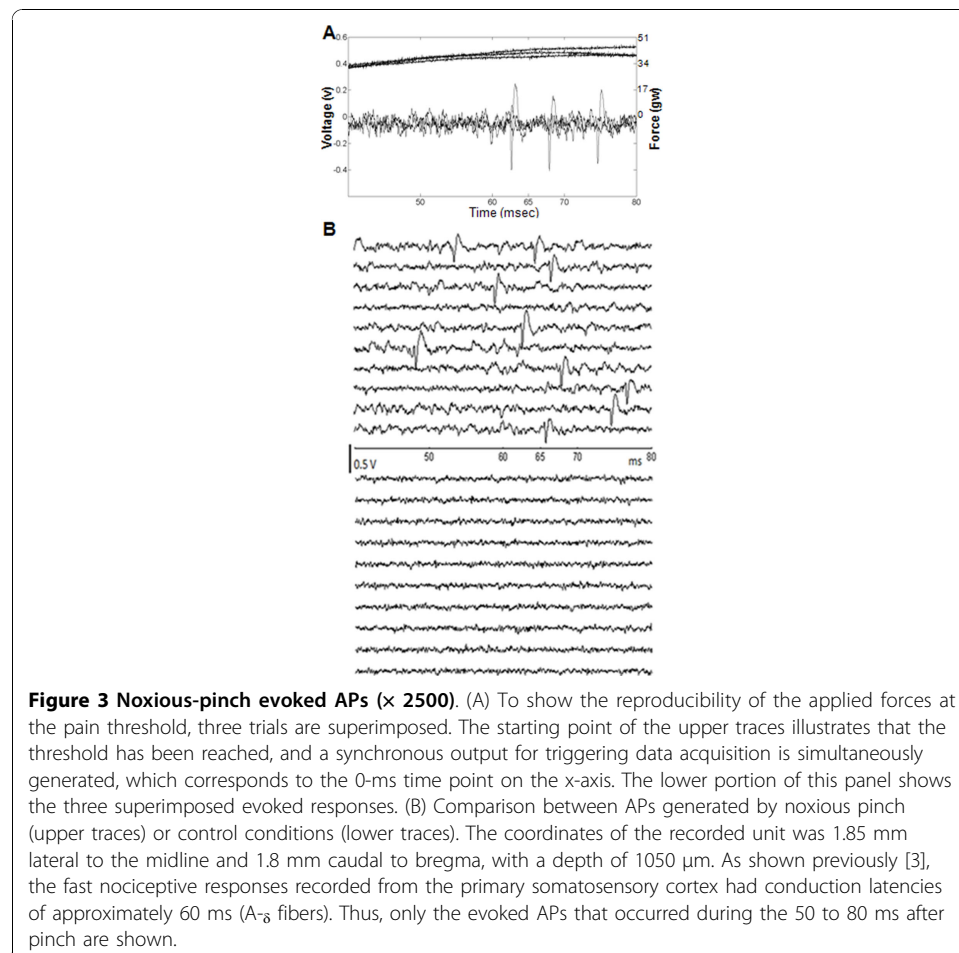 A
0.6
0.4
0.2
0
-0.2
-0.4
Voltage (v)
51
34
17
0
Force (gw)
50 60 65 70 80
Time (msec)
B
0.5 V
50 60 65 70 ms 80
Figure 3 Noxious-pinch evoked APs (× 2500). (A) To show the reproducibility of the applied forces at
the pain threshold, three trials are superimposed. The starting point of the upper traces illustrates that the
threshold has been reached, and a synchronous output for triggering data acquisition is simultaneously
generated, which corresponds to the 0-ms time point on the x-axis. The lower portion of this panel shows
the three superimposed evoked responses. (B) Comparison between APs generated by noxious pinch
(upper traces) or control conditions (lower traces). The coordinates of the recorded unit was 1.85 mm
lateral to the midline and 1.8 mm caudal to bregma, with a depth of 1050 μm. As shown previously [3],
the fast nociceptive responses recorded from the primary somatosensory cortex had conduction latencies
of approximately 60 ms (A-δ fibers). Thus, only the evoked APs that occurred during the 50 to 80 ms after
pinch are shown.